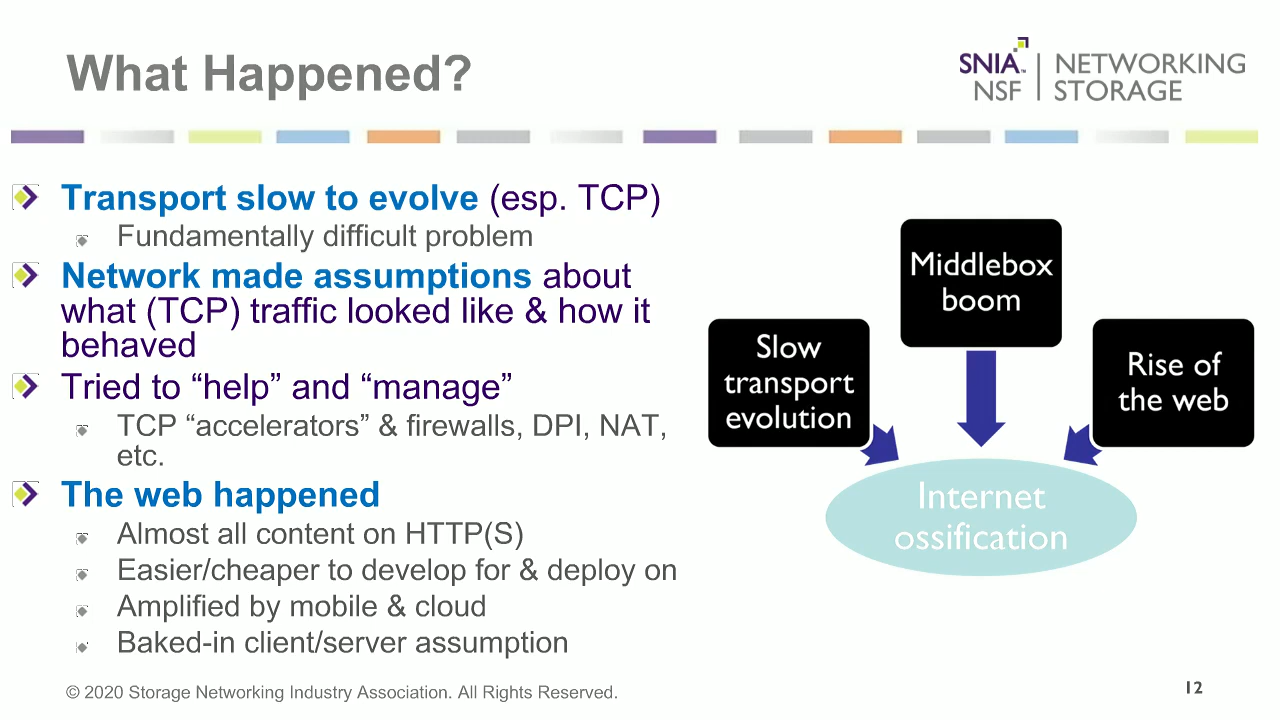 What Happened?
SNIA™ NSF | NETWORKING STORAGE
Transport slow to evolve (esp. TCP)
Fundamentally difficult problem
Network made assumptions about
what (TCP) traffic looked like & how it
behaved
Tried to “help” and “manage”
TCP “accelerators” & firewalls, DPI, NAT,
etc.
The web happened
Almost all content on HTTP(S)
Easier/cheaper to develop for & deploy on
Amplified by mobile & cloud
Baked-in client/server assumption
Middlebox
boom
Slow
transport
evolution
Rise of
the web
Internet
ossification
© 2020 Storage Networking Industry Association. All Rights Reserved.
12